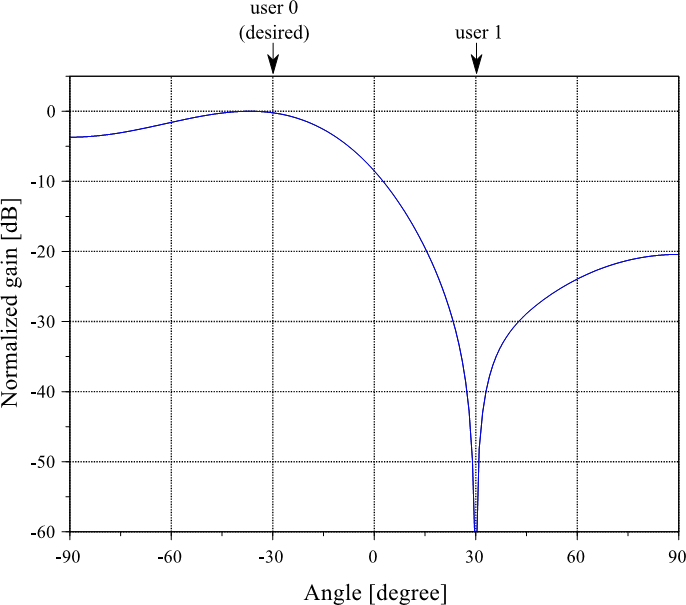 user 0
(desired)
user 1
0
-10
-20
-30
-40
-50
-60
Normalized gain [dB]
-90
-60
-30
0
30
60
90
Angle [degree]